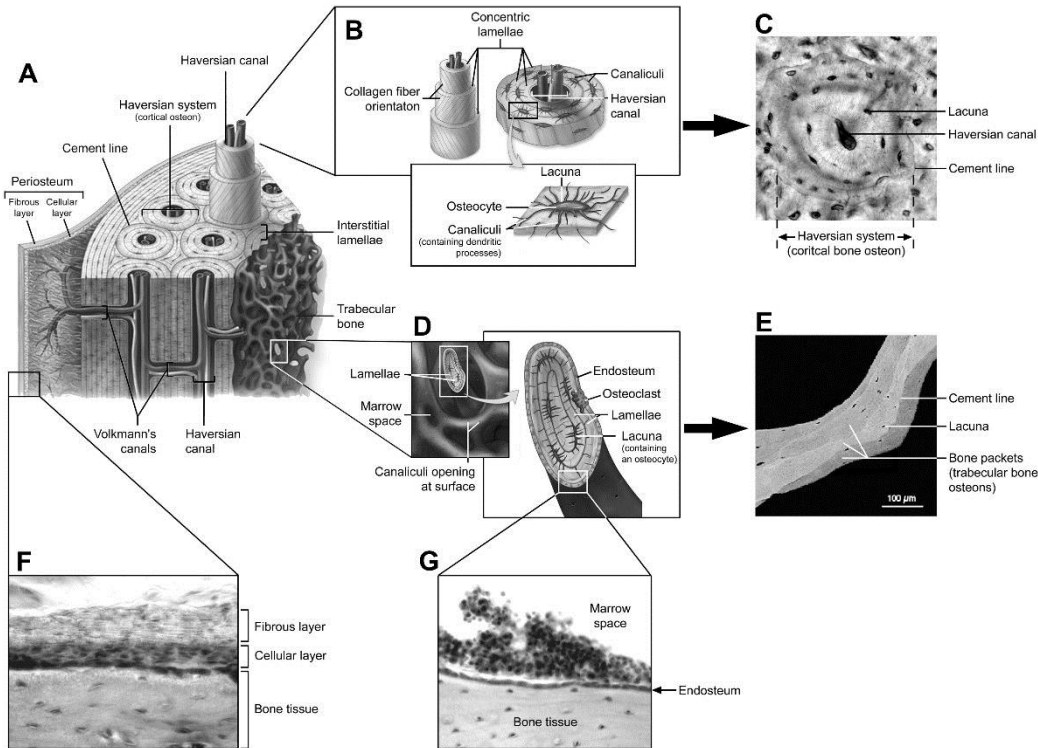 A
Haversian canal
Haversian system
(cortical osteon)
Cement line
Periosteum
Fibrous
layer
Cellular
layer
Interstitial
lamellae
Trabecular
bone
Volkmann's
canals
Haversian
canal
B
Concentric
lamellae
Collagen fiber
orientaton
Canaliculi
Haversian
canal
Lacuna
Osteocyte
Canaliculi
(containing dendritic
processes)
C
Lacuna
Haversian canal
Cement line
Haversian system
(coritcal bone osteon)
D
Lamellae
Marrow
space
Canaliculi opening
at surface
Endosteum
Osteoclast
Lamellae
Lacuna
(containing
an osteocyte)
E
Cement line
Lacuna
Bone packets
(trabecular bone
osteons)
100 µm
F
Fibrous layer
Cellular layer
Bone tissue
G
Marrow
space
Endosteum
Bone tissue